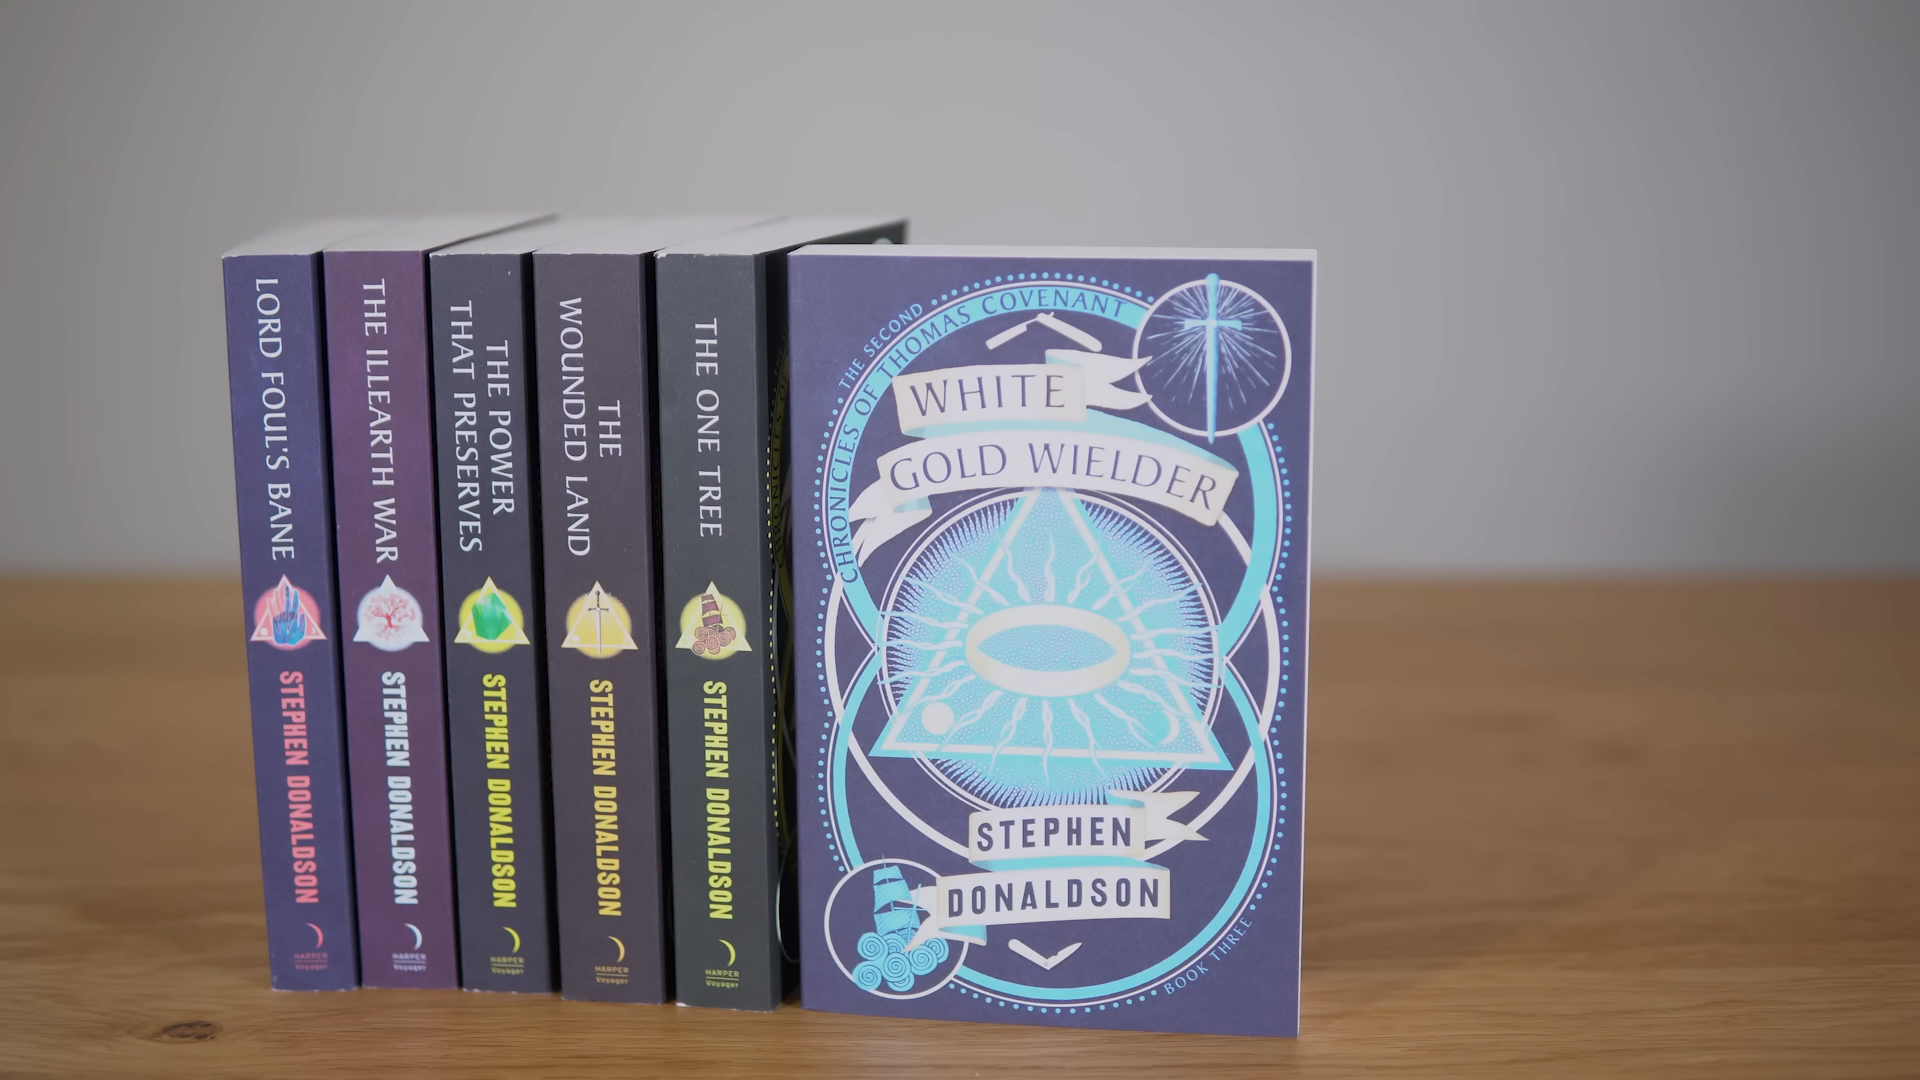 LORD FOUL'S BANE
STEPHEN DONALDSON
HARPER
Voyager
THE ILLEARTH WAR
STEPHEN DONALDSON
HARPER
Voyager
THE POWER
THAT PRESERVES
STEPHEN DONALDSON
HARPER
Voyager
THE
WOUNDED LAND
STEPHEN DONALDSON
HARPER
Voyager
THE ONE TREE
STEPHEN DONALDSON
HARPER
Voyager
CHRONICLES OF
THE SECOND
CHRONICLES OF THOMAS COVENANT
WHITE
GOLD WIELDER
STEPHEN
DONALDSON
BOOK THREE